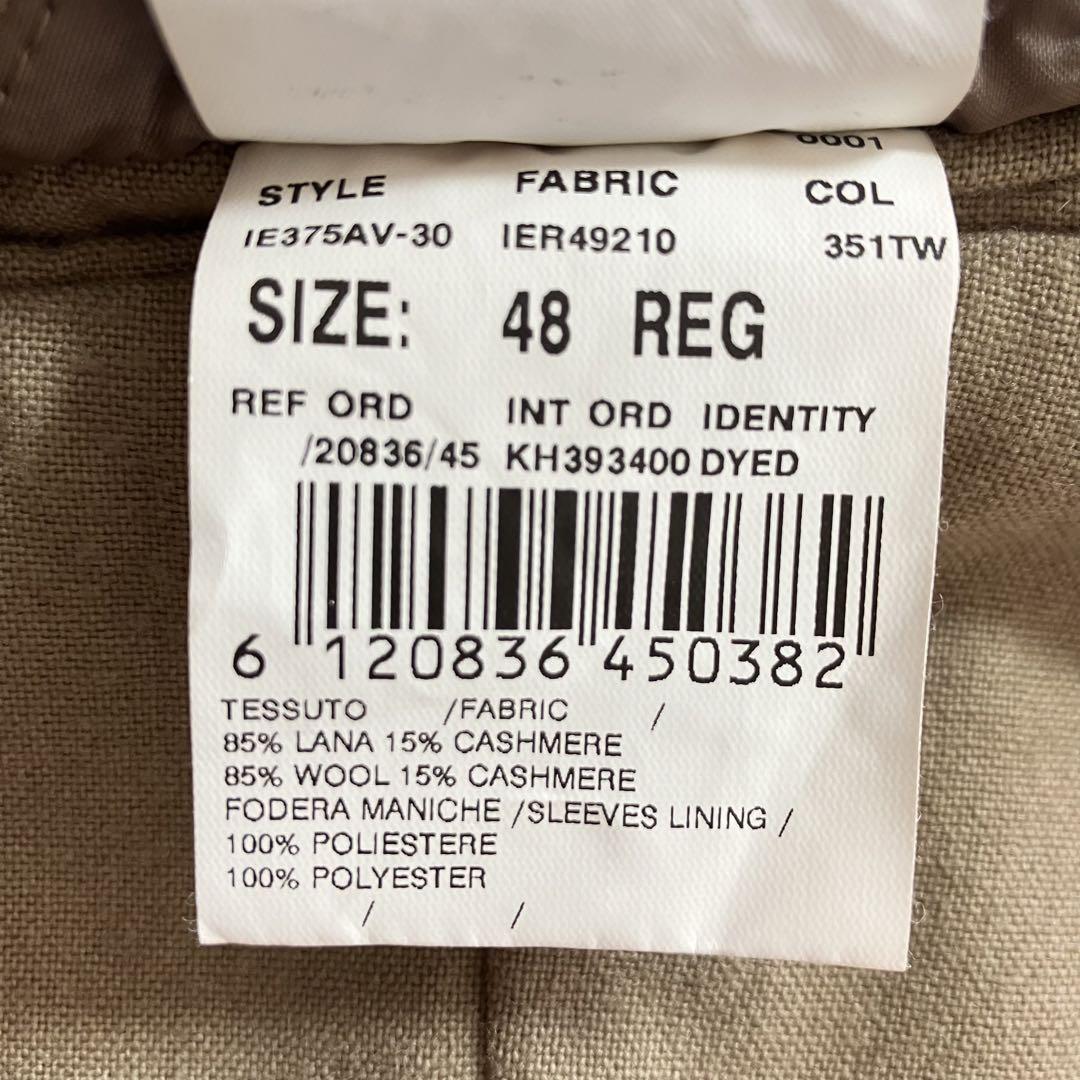 0001
STYLE FABRIC COL
IE375AV-30 IER49210 351TW
SIZE: 48 REG
REF ORD INT ORD IDENTITY
/20836/45 KH393400 DYED
6 120836 450382
TESSUTO /FABRIC /
85% LANA 15% CASHMERE
85% WOOL 15% CASHMERE
FODERA MANICHE /SLEEVES LINING /
100% POLIESTERE
100% POLYESTER
/ /